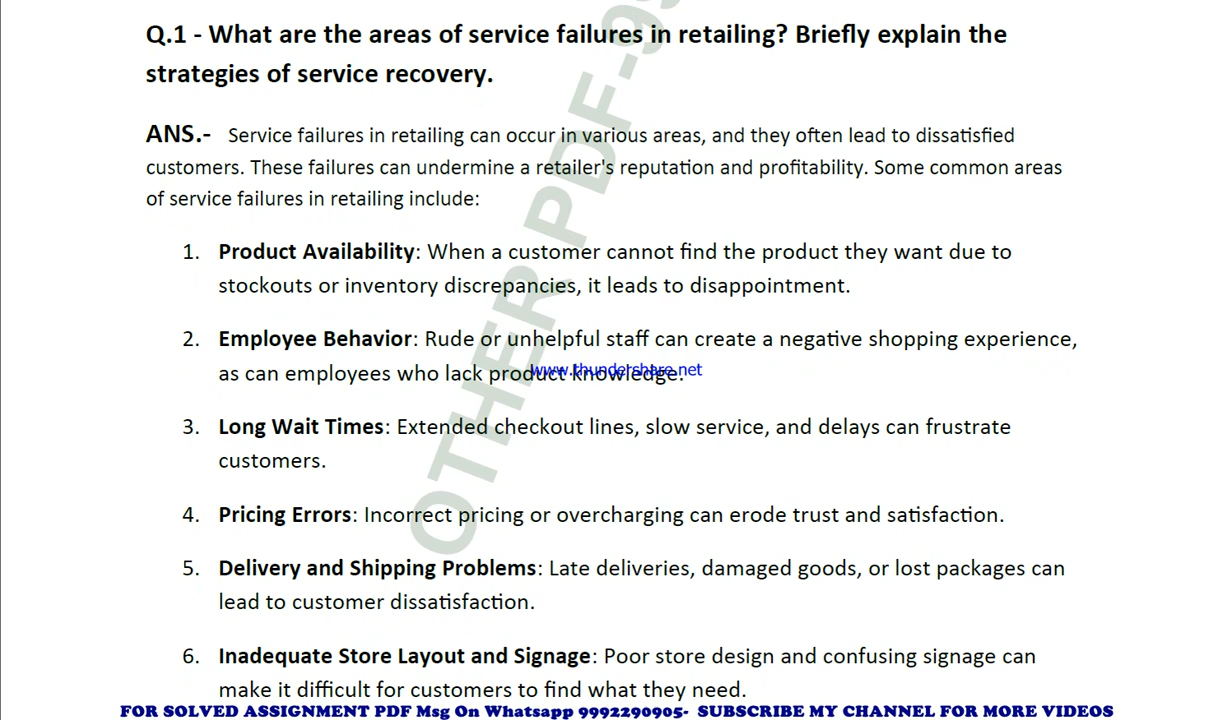 Q.1 - What are the areas of service failures in retailing? Briefly explain the
strategies of service recovery.
ANS.- Service failures in retailing can occur in various areas, and they often lead to dissatisfied
customers. These failures can undermine a retailer's reputation and profitability. Some common areas
of service failures in retailing include:
1. Product Availability: When a customer cannot find the product they want due to
stockouts or inventory discrepancies, it leads to disappointment.
2. Employee Behavior: Rude or unhelpful staff can create a negative shopping experience,
as can employees who lack product knowledge.
www.thundershare.net
3. Long Wait Times: Extended checkout lines, slow service, and delays can frustrate
customers.
4. Pricing Errors: Incorrect pricing or overcharging can erode trust and satisfaction.
5. Delivery and Shipping Problems: Late deliveries, damaged goods, or lost packages can
lead to customer dissatisfaction.
6. Inadequate Store Layout and Signage: Poor store design and confusing signage can
make it difficult for customers to find what they need.
OTHER PDF-99
FOR SOLVED ASSIGNMENT PDF Msg On Whatsapp 9992290905- SUBSCRIBE MY CHANNEL FOR MORE VIDEOS